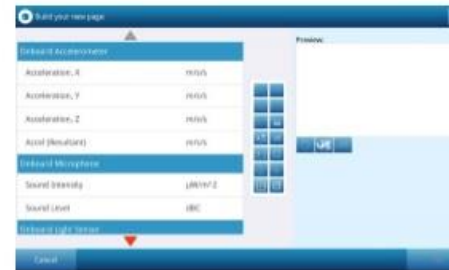 Build your new page
Preview:
Onboard Accelerometer
Acceleration, X m/s/s
Acceleration, Y m/s/s
Acceleration, Z m/s/s
Accel (Resultant) m/s/s
Onboard Microphone
Sound Intensity µW/m^2
Sound Level dBC
Onboard Light Sensor
Cancel